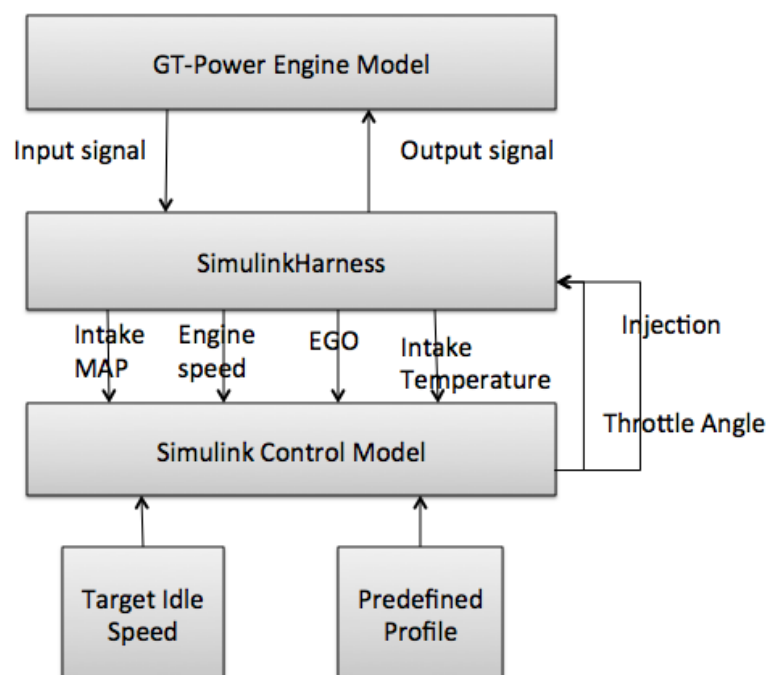 GT-Power Engine Model
Input signal
Output signal
SimulinkHarness
Intake
MAP
Engine
speed
EGO
Intake
Temperature
Injection
Throttle Angle
Simulink Control Model
Target Idle
Speed
Predefined
Profile